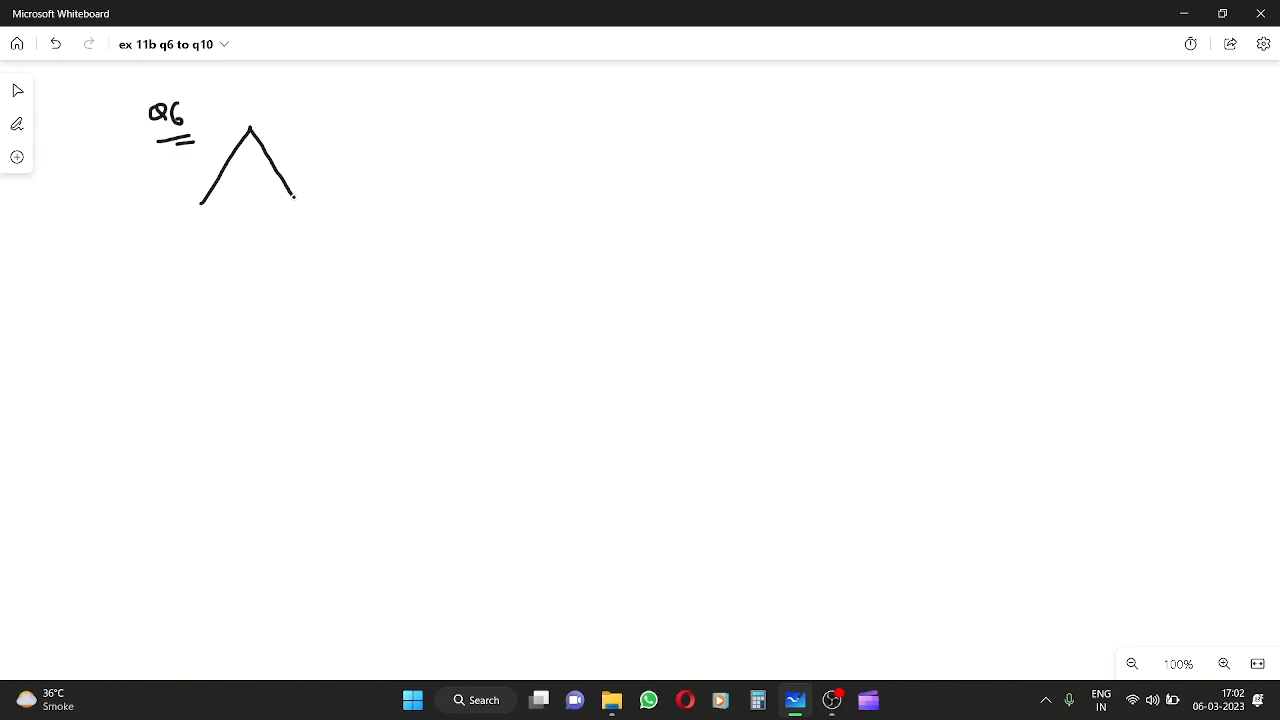 Microsoft Whiteboard
ex 11b q6 to q10
Q6
100%
36°C
Smoke
Search
ENG
IN
17:02
06-03-2023